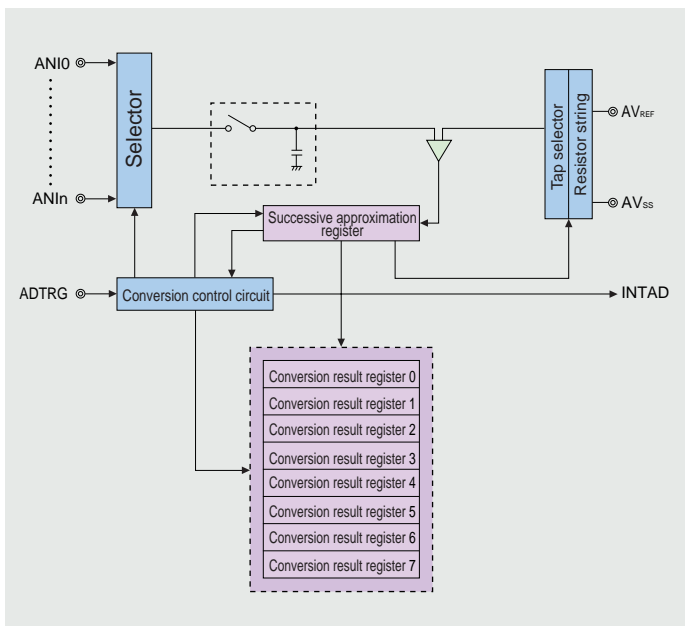 ANI0
ANIn
Selector
Tap selector
Resistor string
AVREF
AVSS
Successive approximation
register
ADTRG
Conversion control circuit
INTAD
Conversion result register 0
Conversion result register 1
Conversion result register 2
Conversion result register 3
Conversion result register 4
Conversion result register 5
Conversion result register 6
Conversion result register 7